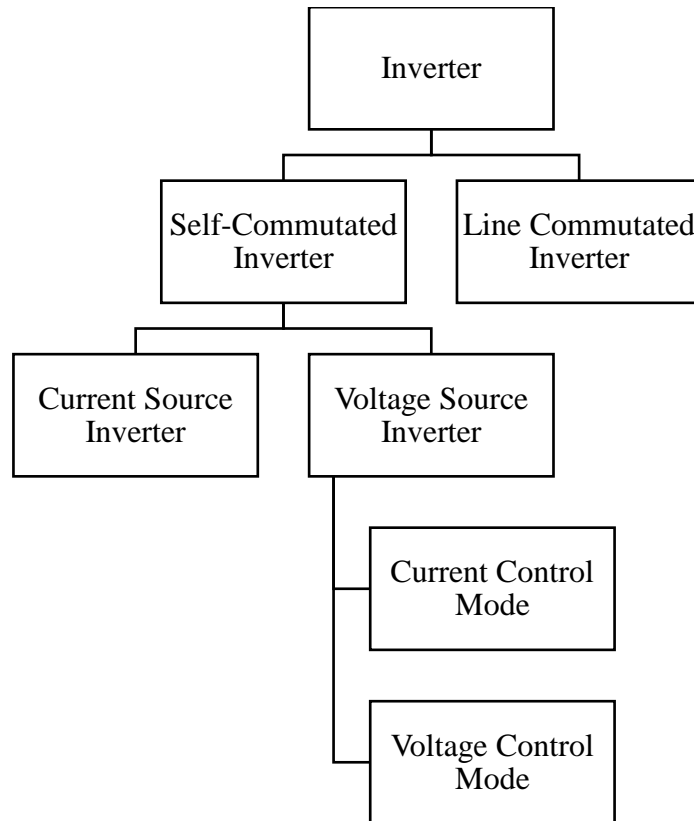 Inverter
Self-Commutated
Inverter
Line Commutated
Inverter
Current Source
Inverter
Voltage Source
Inverter
Current Control
Mode
Voltage Control
Mode